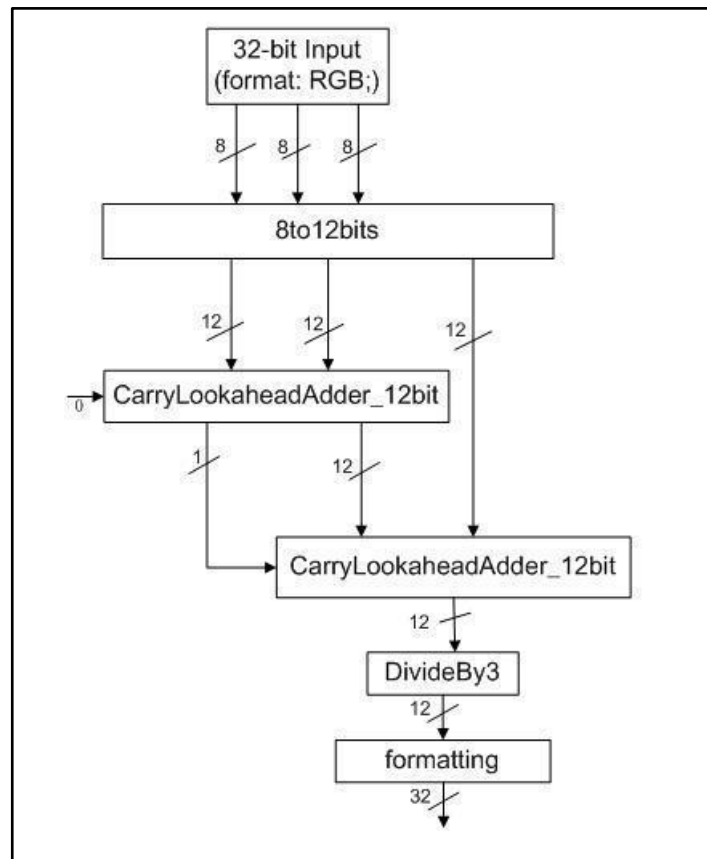 32-bit Input
(format: RGB;)
8 8 8
8to12bits
12 12 12
0 CarryLookaheadAdder_12bit
1 12
CarryLookaheadAdder_12bit
12
DivideBy3
12
formatting
32